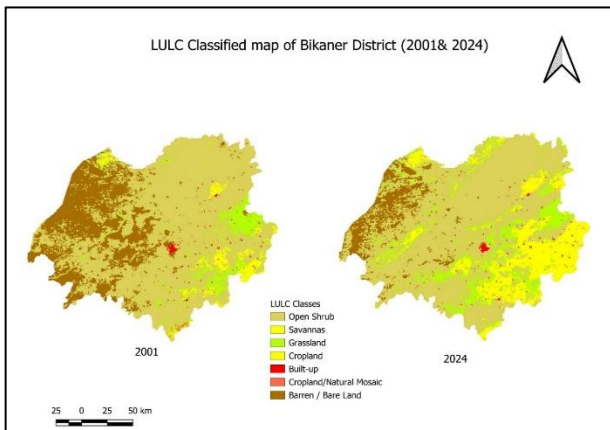 LULC Classified map of Bikaner District (2001& 2024)
LULC Classes
Open Shrub
Savannas
Grassland
Cropland
Built-up
Cropland/Natural Mosaic
Barren / Bare Land
2001
2024
25 0 25 50 km